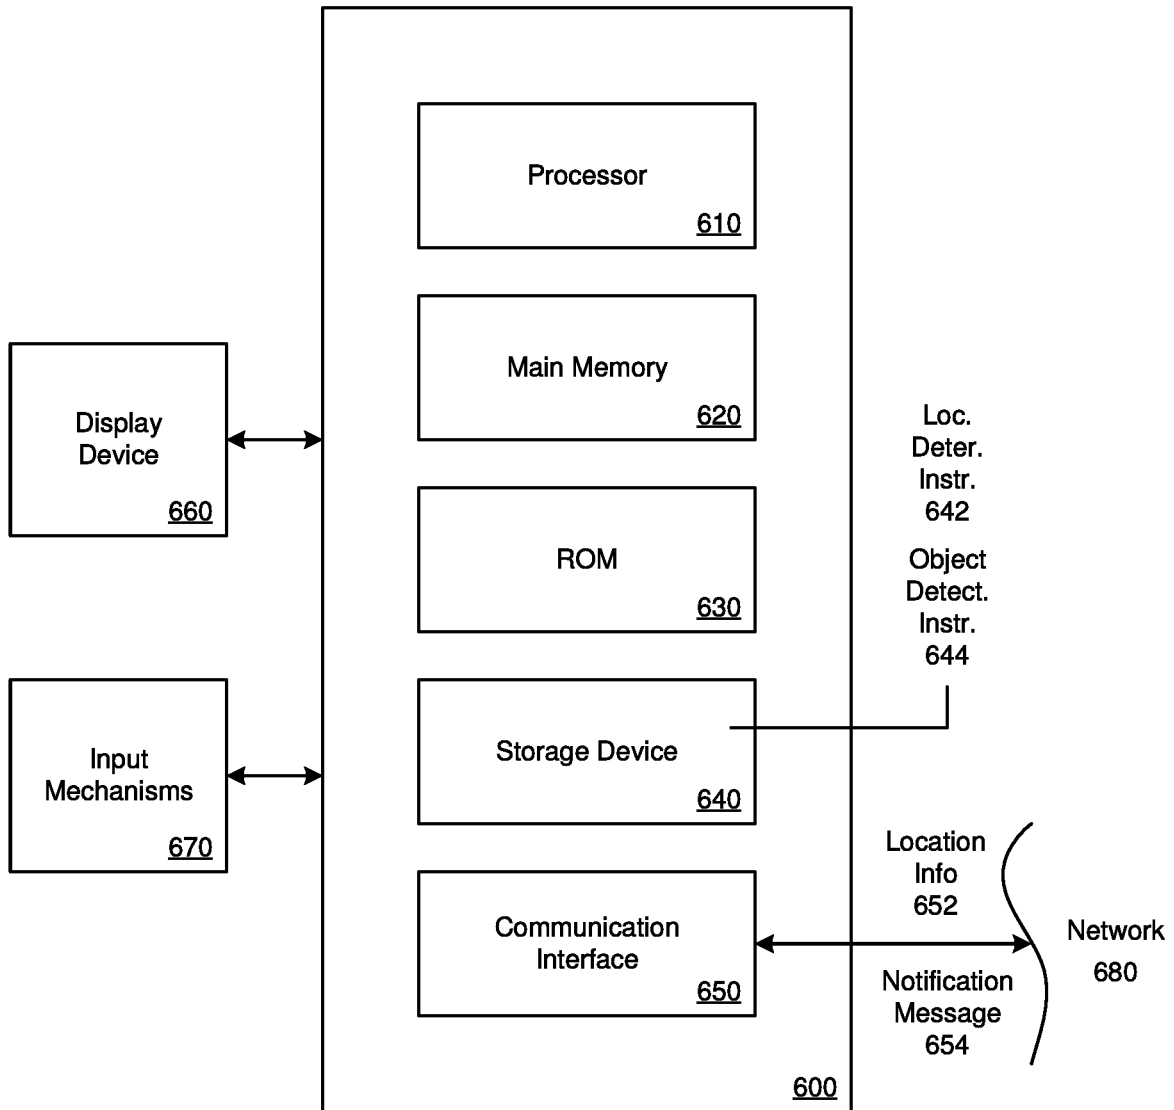 Processor
610
Main Memory
620
Display
Device
660
Loc.
Deter.
Instr.
642
ROM
630
Object
Detect.
Instr.
644
Input
Mechanisms
670
Storage Device
640
Communication
Interface
650
Location
Info
652
Notification
Message
654
Network
680
600